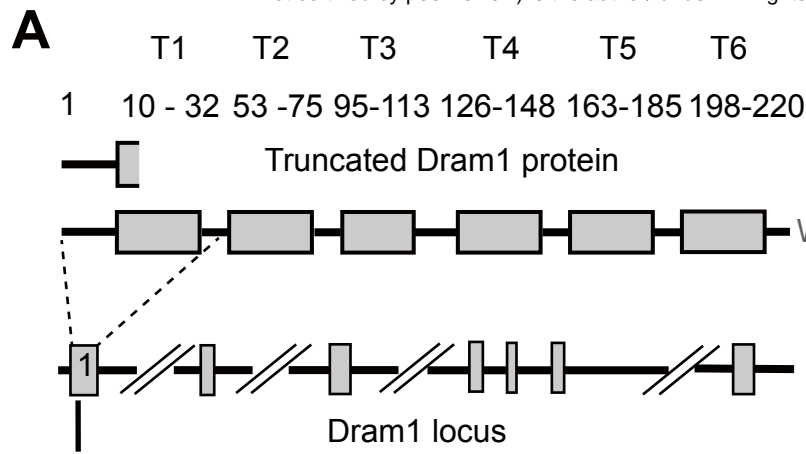 A
T1 T2 T3 T4 T5 T6
1 10 - 32 53 -75 95-113 126-148 163-185 198-220
Truncated Dram1 protein
1
Dram1 locus